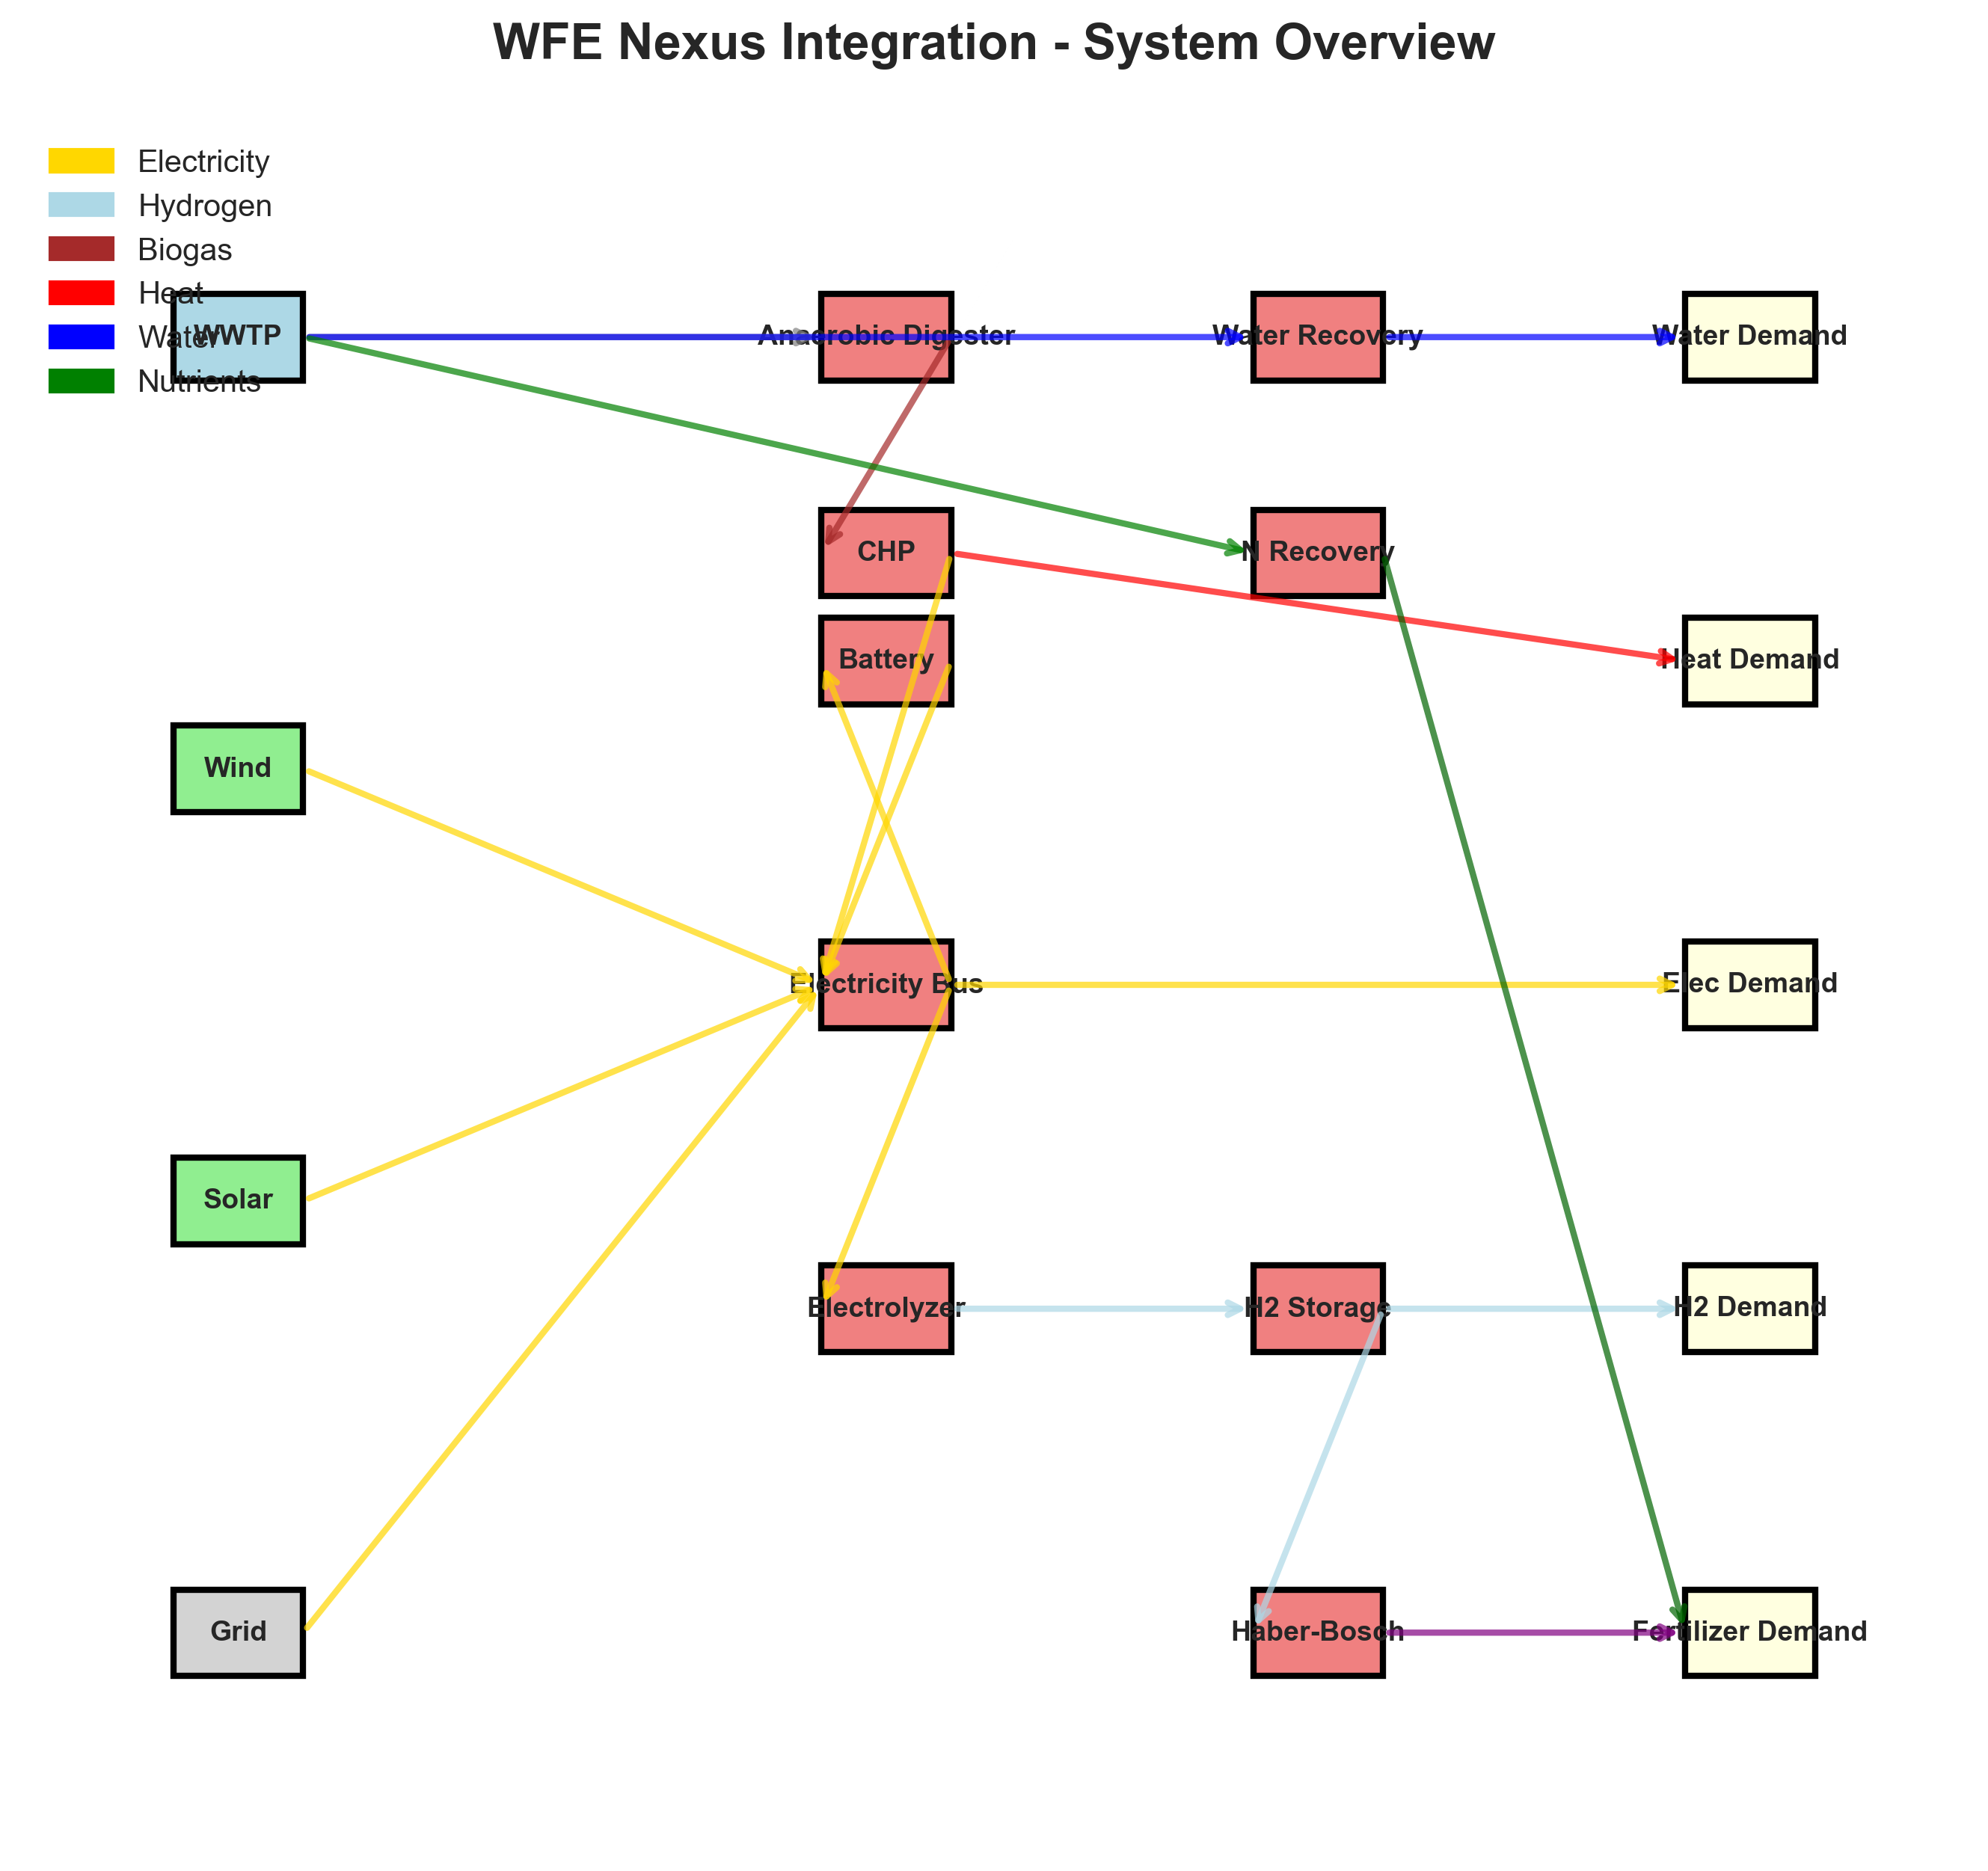 WFE Nexus Integration - System Overview
Electricity
Hydrogen
Biogas
Heat
Water
Nutrients
WWTP
Anaerobic Digester
Water Recovery
Water Demand
CHP
N Recovery
Battery
Heat Demand
Wind
Electricity Bus
Elec Demand
Solar
Electrolyzer
H2 Storage
H2 Demand
Grid
Haber-Bosch
Fertilizer Demand